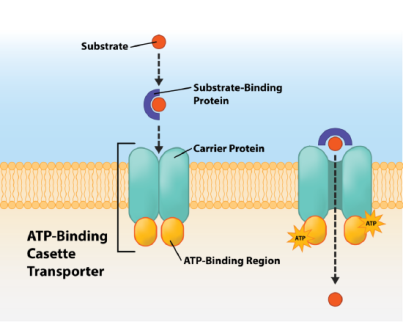 Substrate
Substrate-Binding
Protein
Carrier Protein
ATP-Binding
Casette
Transporter
ATP-Binding Region
ATP
ATP